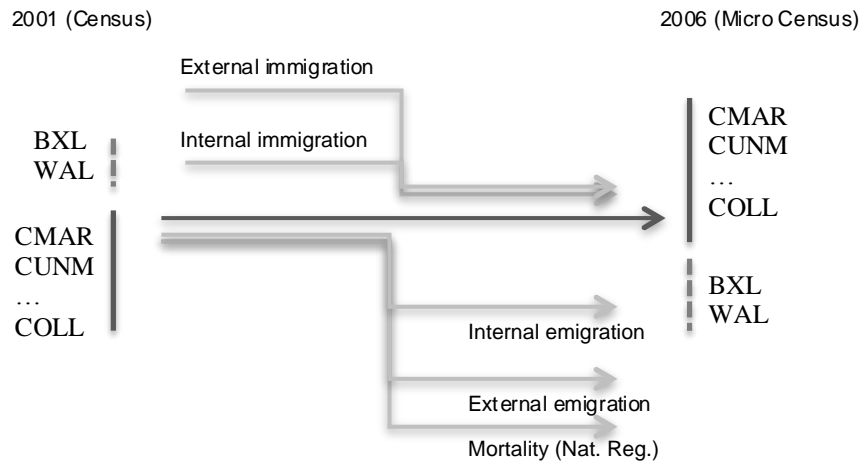 2001 (Census)
2006 (Micro Census)
External immigration
Internal immigration
BXL
WAL
CMAR
CUNM
…
COLL
CMAR
CUNM
…
COLL
BXL
WAL
Internal emigration
External emigration
Mortality (Nat. Reg.)